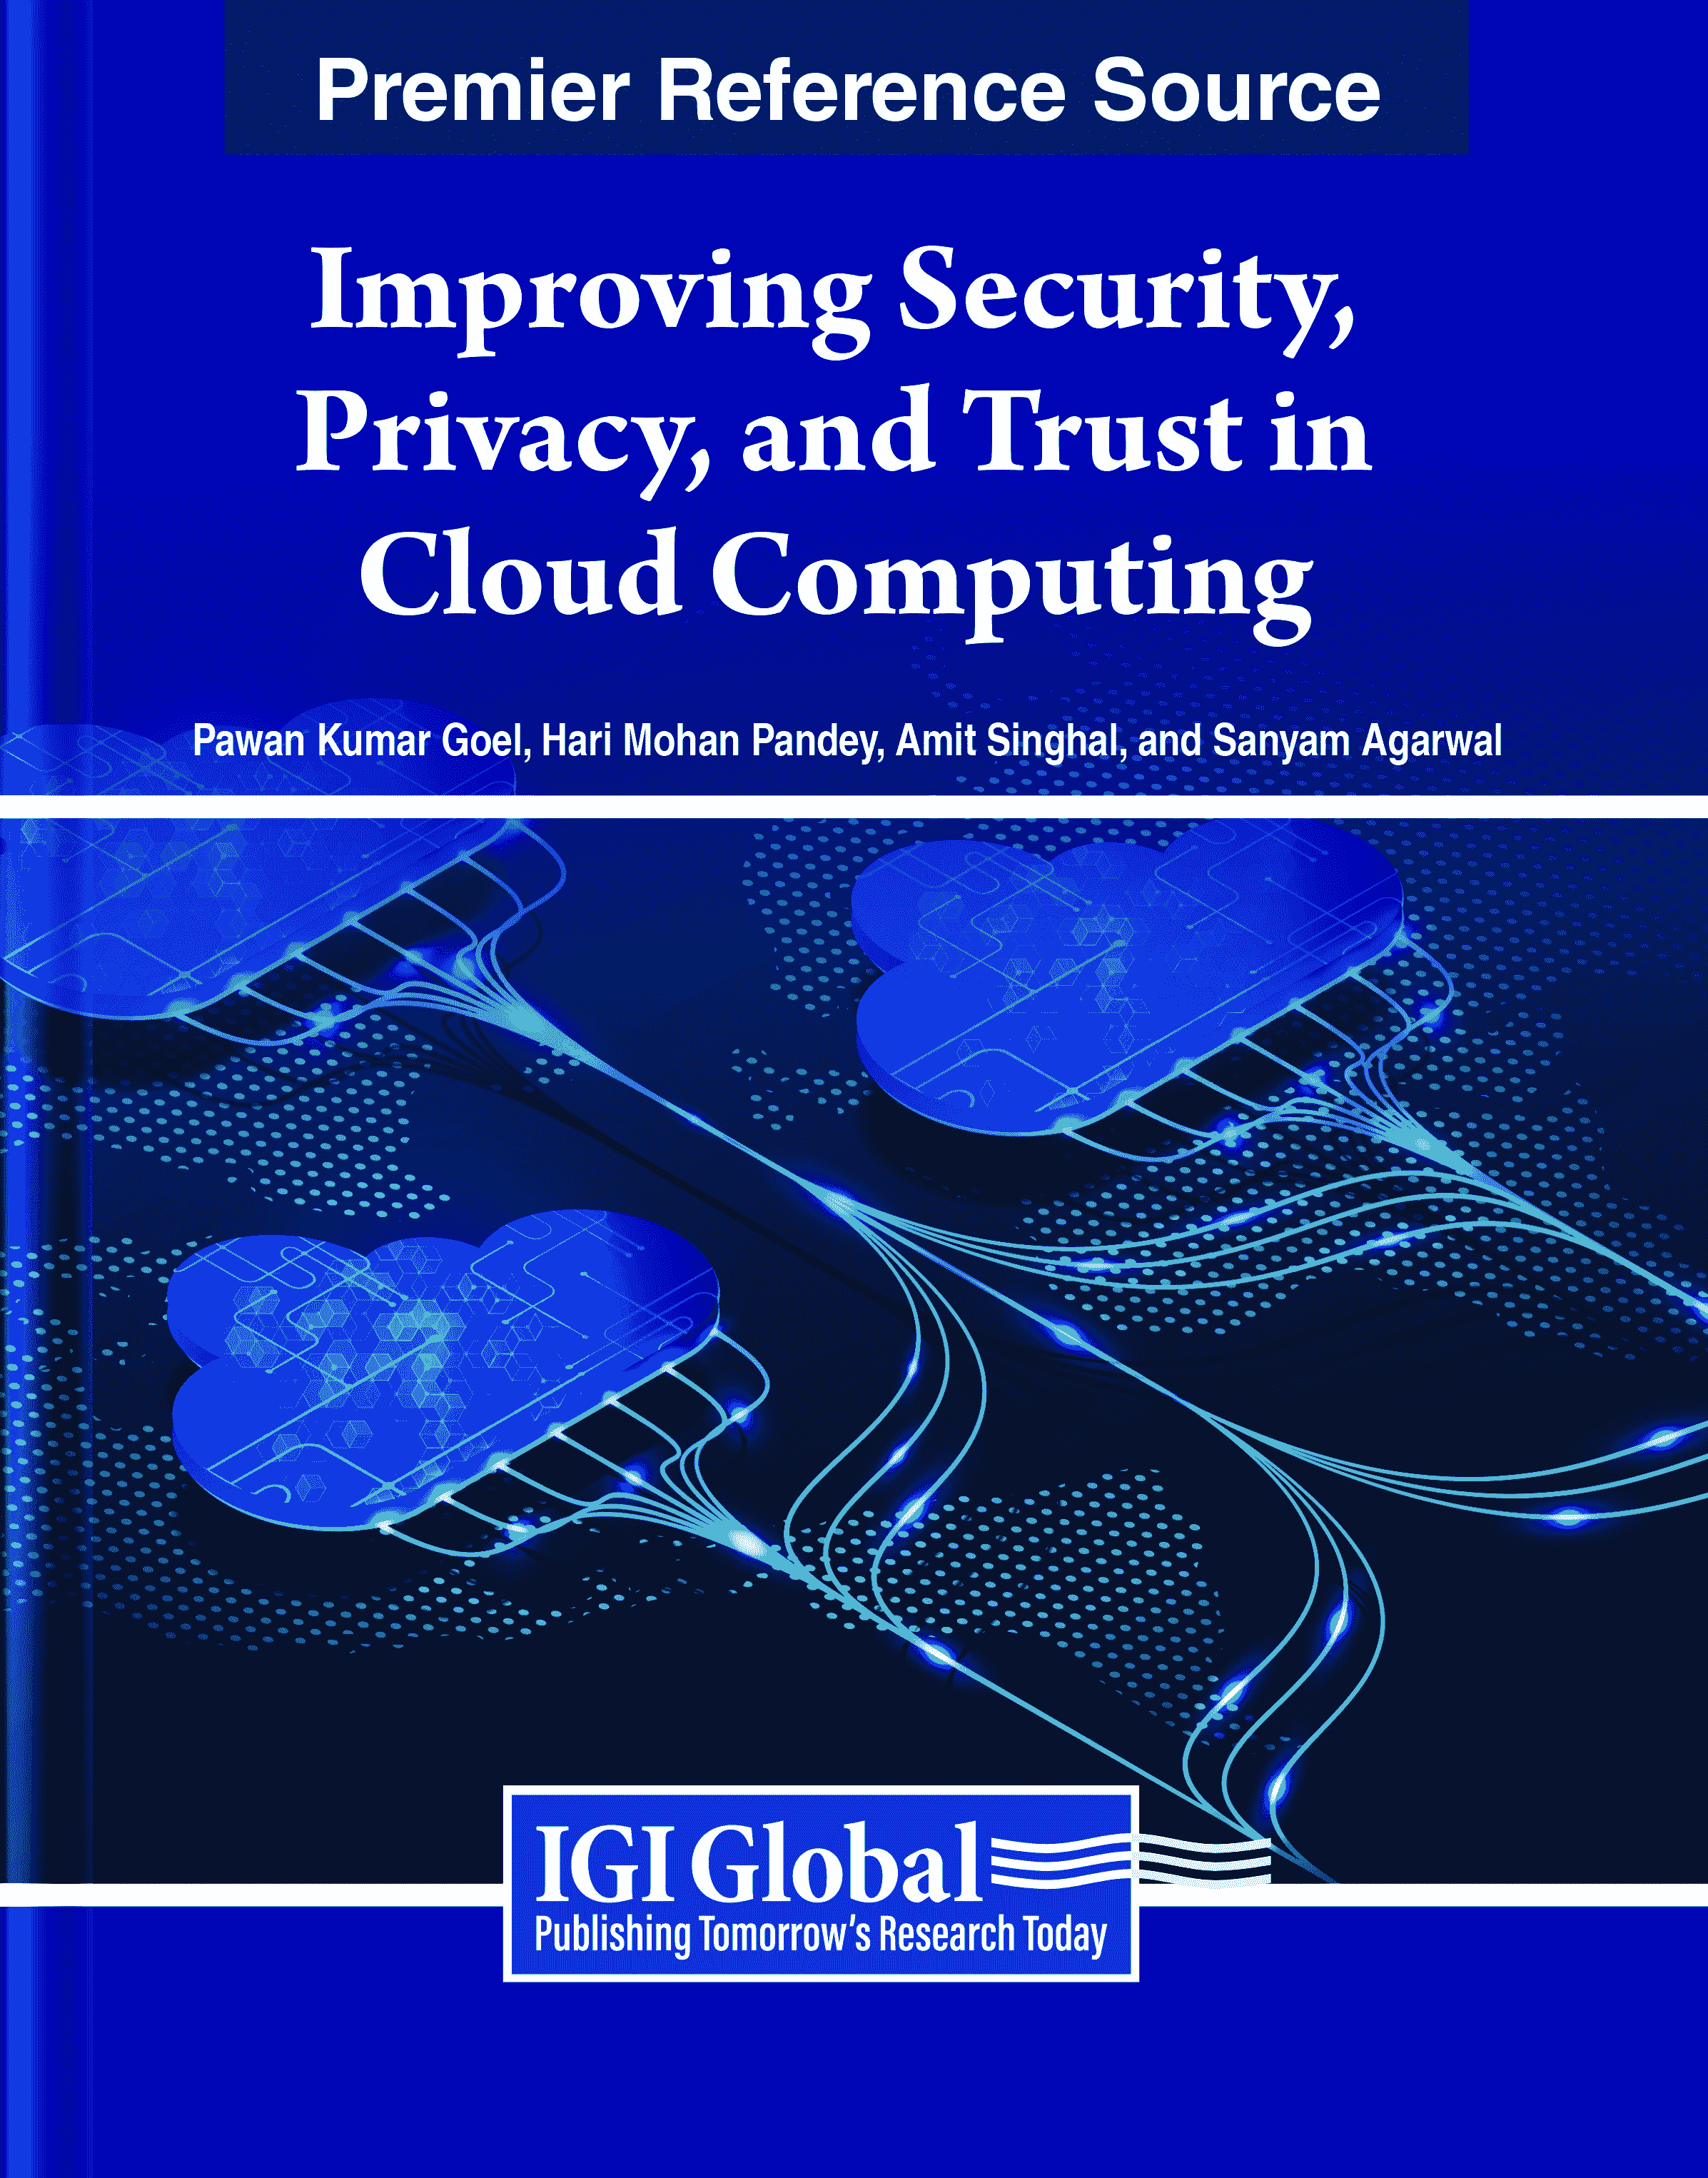 Premier Reference Source
Improving Security,
Privacy, and Trust in
Cloud Computing
Pawan Kumar Goel, Hari Mohan Pandey, Amit Singhal, and Sanyam Agarwal
IGI Global
Publishing Tomorrow's Research Today